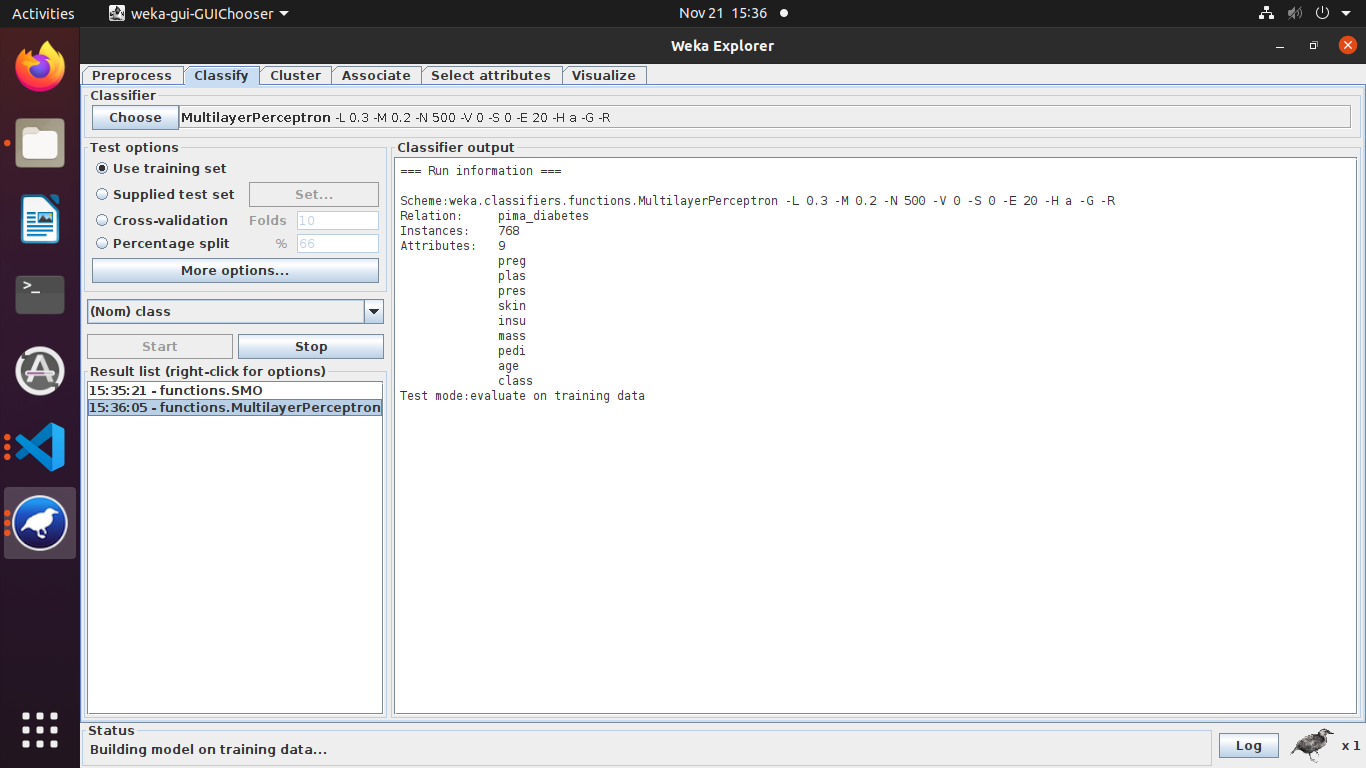 Activities
weka-gui-GUIChooser
Nov 21 15:36
Weka Explorer
Preprocess
Classify
Cluster
Associate
Select attributes
Visualize
Classifier
Choose
MultilayerPerceptron -L 0.3 -M 0.2 -N 500 -V 0 -S 0 -E 20 -H a -G -R
Test options
Use training set
Supplied test set
Set...
Cross-validation Folds 10
Percentage split % 66
More options...
(Nom) class
Start
Stop
Result list (right-click for options)
15:35:21 - functions.SMO
15:36:05 - functions.MultilayerPerceptron
Classifier output
=== Run information ===
Scheme:weka.classifiers.functions.MultilayerPerceptron -L 0.3 -M 0.2 -N 500 -V 0 -S 0 -E 20 -H a -G -R
Relation: pima_diabetes
Instances: 768
Attributes: 9
preg
plas
pres
skin
insu
mass
pedi
age
class
Test mode:evaluate on training data
Status
Building model on training data...
Log
x 1